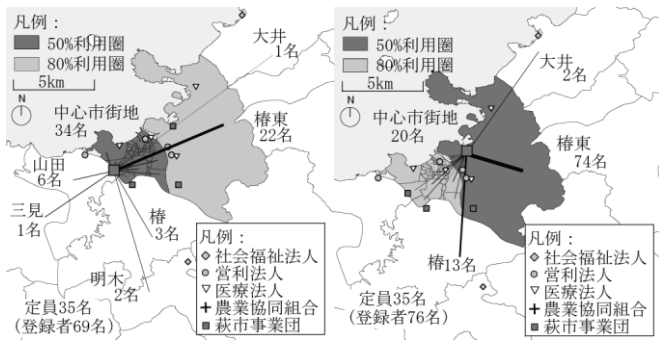 凡例：
50%利用圏
80%利用圏
5km
N
大井
1名
中心市街地
34名
椿東
22名
山田
6名
三見
1名
椿
3名
明木
2名
定員35名
(登録者69名)
凡例：
社会福祉法人
営利法人
医療法人
農業協同組合
萩市事業団
凡例：
50%利用圏
80%利用圏
5km
N
大井
2名
中心市街地
20名
椿東
74名
椿13名
定員35名
(登録者76名)
凡例：
社会福祉法人
営利法人
医療法人
農業協同組合
萩市事業団